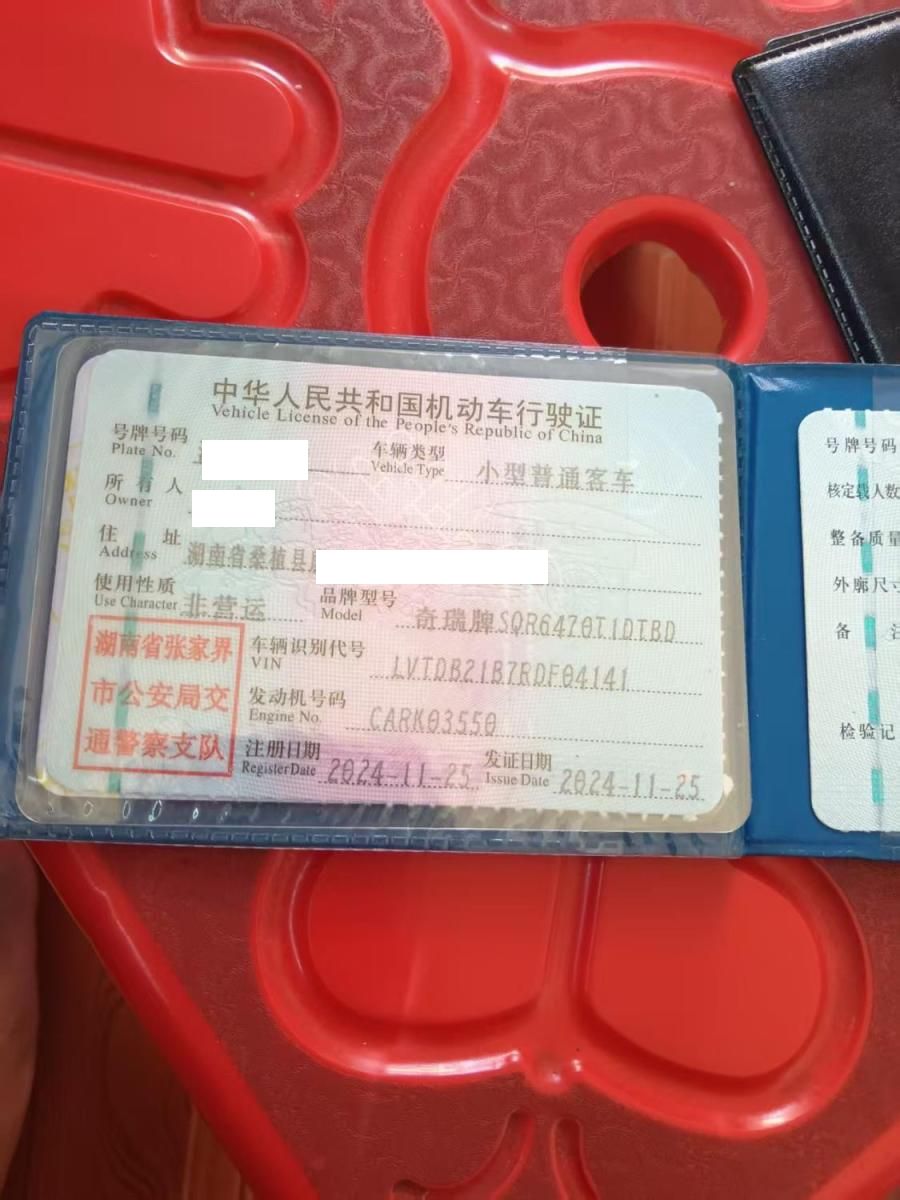 中华人民共和国机动车行驶证
Vehicle License of the People's Republic of China
号牌号码
Plate No.
车辆类型 小型普通客车
Vehicle Type
所有人
Owner
住址 湖南省桑植县
Address
使用性质 非营运
Use Character
品牌型号 奇瑞牌SQR6470T1DTBD
Model
湖南省张家界
市公安局交
通警察支队
车辆识别代号 LVTDB21B7RDF04141
VIN
发动机号码 CARK03550
Engine No.
注册日期 2024-11-25
Register Date
发证日期 2024-11-25
Issue Date
号牌号码
核定载人数
整备质量
外廓尺寸
备注
检验记